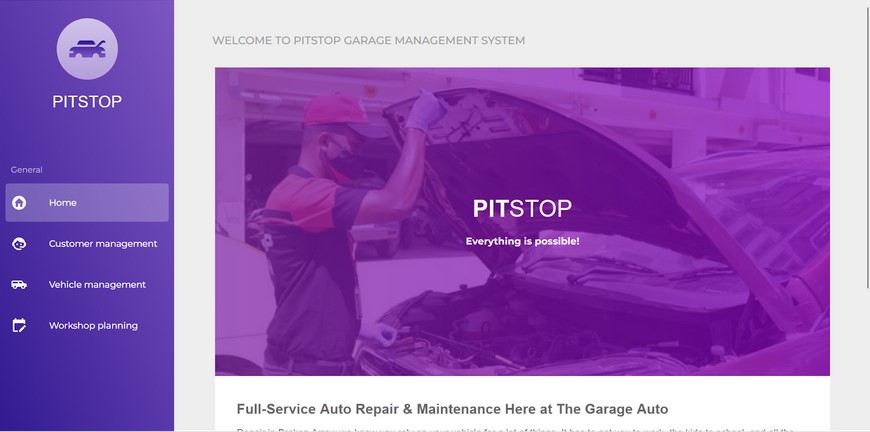 PITSTOP
General
Home
Customer management
Vehicle management
Workshop planning
WELCOME TO PITSTOP GARAGE MANAGEMENT SYSTEM
PITSTOP
Everything is possible!
Full-Service Auto Repair & Maintenance Here at The Garage Auto